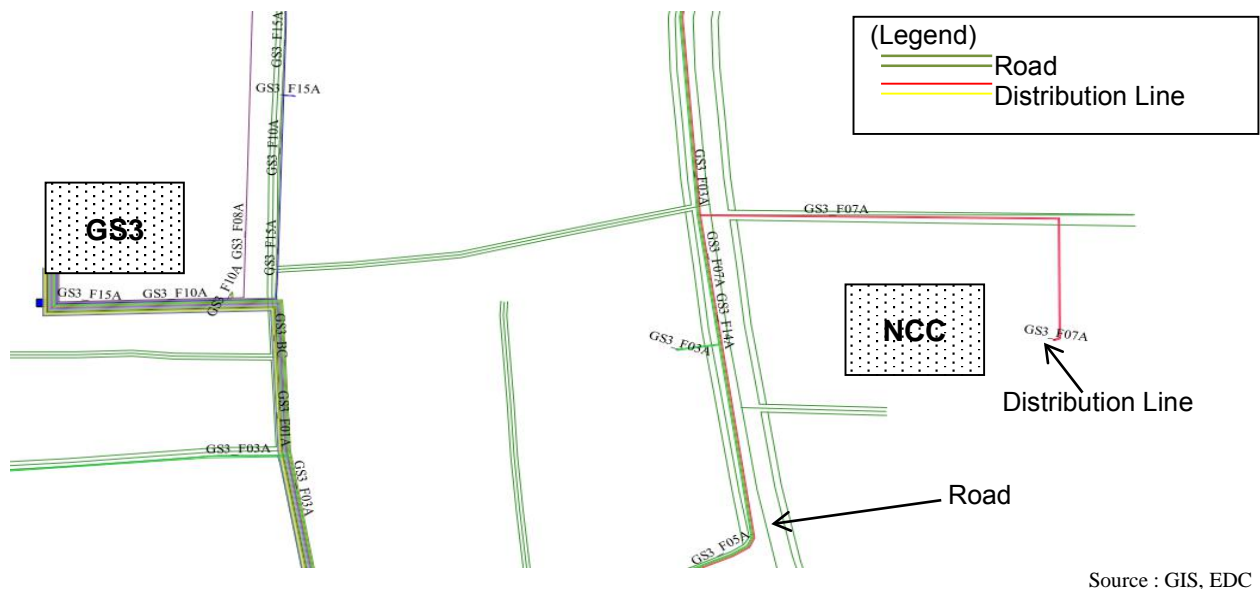 GS3_F15A
GS3_F15A
(Legend)
Road
Distribution Line
GS3_F10A
GS3_F03A
GS3
GS3_F08A
GS3_F15A
GS3_F07A
GS3_F15A
GS3_F10A
GS3_F10A
GS3_BC
GS3_F07A
GS3_F14A
GS3_F03A
NCC
GS3_F07A
Distribution Line
GS3_F01A
GS3_F03A
GS3_F03A
Road
GS3_F05A
Source : GIS, EDC